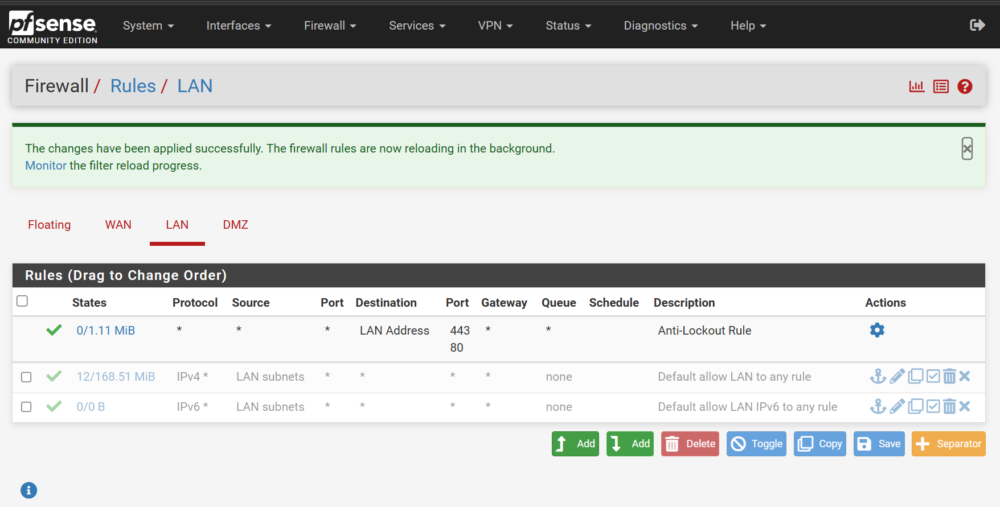 pfsense
COMMUNITY EDITION
System Interfaces Firewall Services VPN Status Diagnostics Help
Firewall / Rules / LAN
The changes have been applied successfully. The firewall rules are now reloading in the background.
Monitor the filter reload progress.
Floating WAN LAN DMZ
Rules (Drag to Change Order)
States Protocol Source Port Destination Port Gateway Queue Schedule Description Actions
0/1.11 MiB * * * LAN Address 443 * * Anti-Lockout Rule
80
12/168.51 MiB IPv4 * LAN subnets * * * * none Default allow LAN to any rule
0/0 B IPv6 * LAN subnets * * * * none Default allow LAN IPv6 to any rule
Add Add Delete Toggle Copy Save Separator